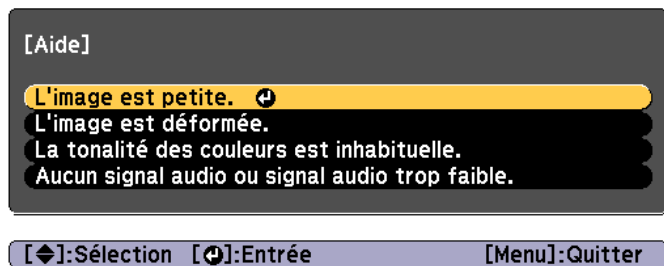 [Aide]
L'image est petite.
L'image est déformée.
La tonalité des couleurs est inhabituelle.
Aucun signal audio ou signal audio trop faible.
[◆]:Sélection [↵]:Entrée [Menu]:Quitter